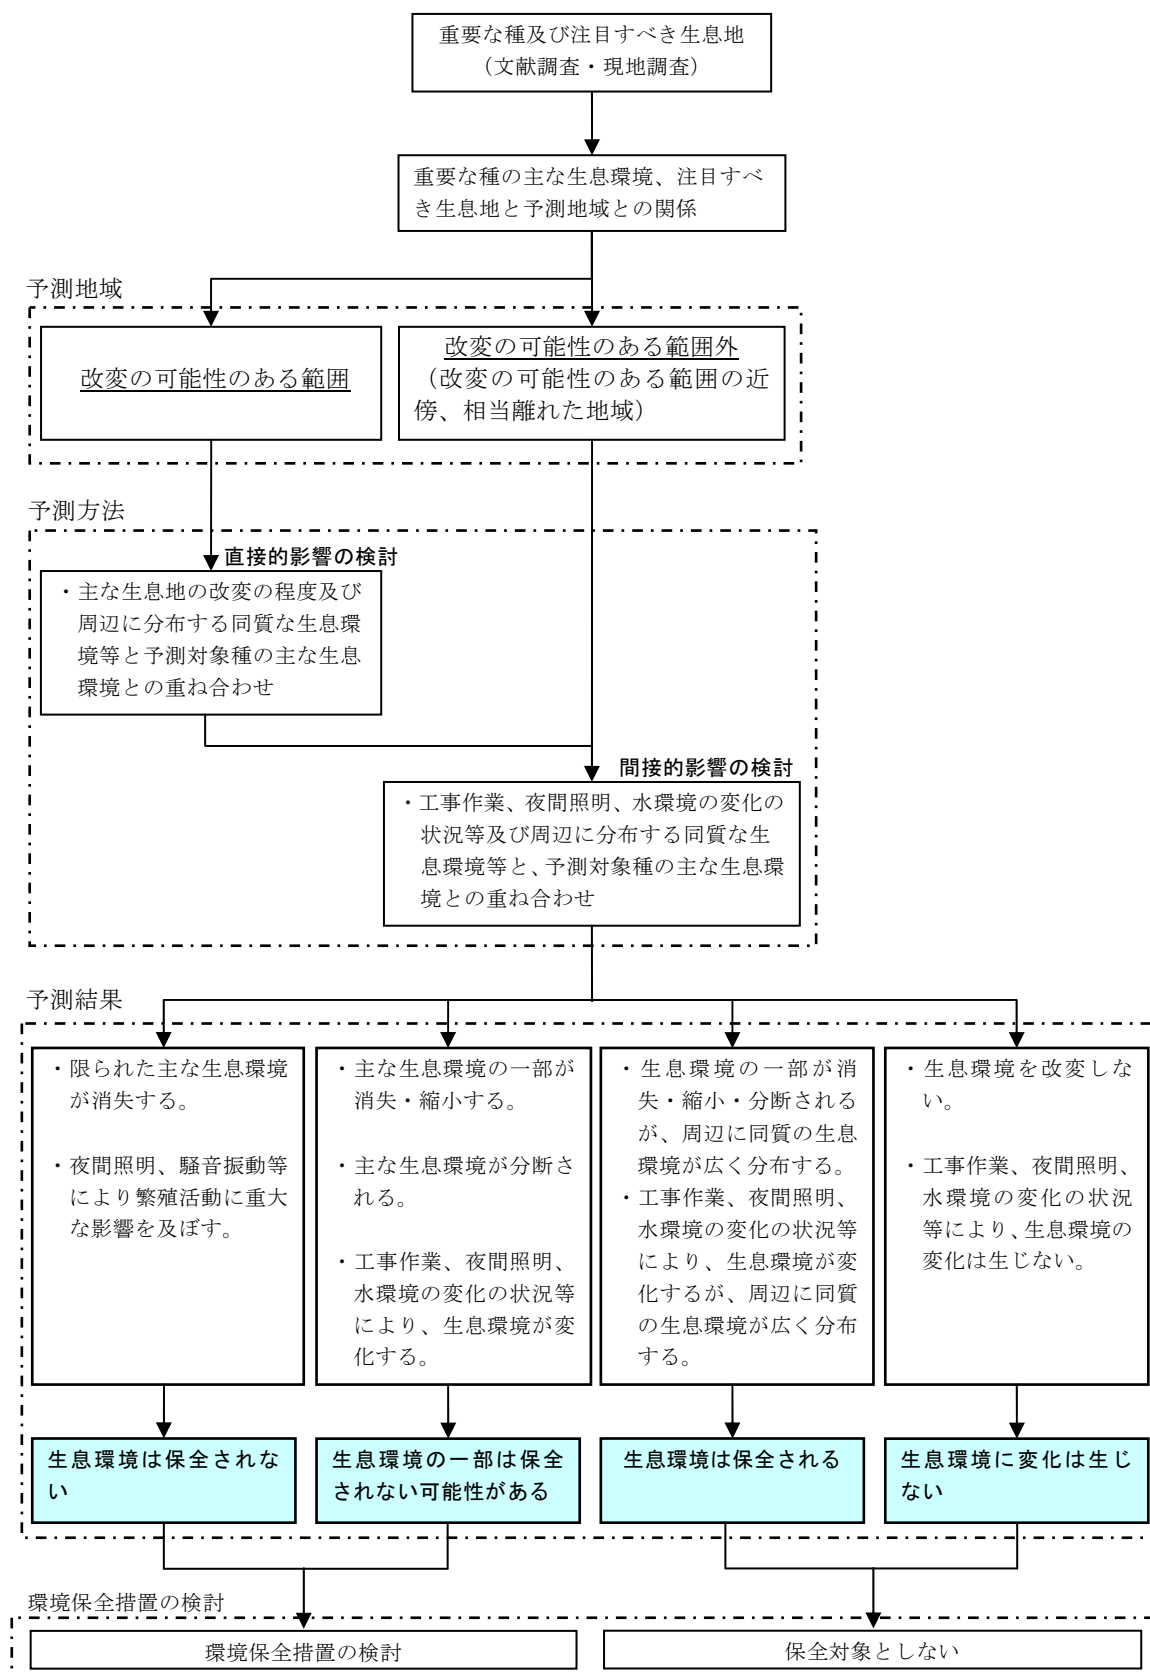 重要な種及び注目すべき生息地
（文献調査・現地調査）
重要な種の主な生息環境、注目すべ
き生息地と予測地域との関係
予測地域
改変の可能性のある範囲
改変の可能性のある範囲外
（改変の可能性のある範囲の近
傍、相当離れた地域）
予測方法
直接的影響の検討
・主な生息地の改変の程度及び
周辺に分布する同質な生息環
境等と予測対象種の主な生息
環境との重ね合わせ
間接的影響の検討
・工事作業、夜間照明、水環境の変化の
状況等及び周辺に分布する同質な生
息環境等と、予測対象種の主な生息環
境との重ね合わせ
予測結果
・限られた主な生息環境
が消失する。
・夜間照明、騒音振動等
により繁殖活動に重大
な影響を及ぼす。
・主な生息環境の一部が
消失・縮小する。
・主な生息環境が分断さ
れる。
・工事作業、夜間照明、
水環境の変化の状況等
により、生息環境が変
化する。
・生息環境の一部が消
失・縮小・分断される
が、周辺に同質の生息
環境が広く分布する。
・工事作業、夜間照明、
水環境の変化の状況等
により、生息環境が変
化するが、周辺に同質
の生息環境が広く分布
する。
・生息環境を改変しな
い。
・工事作業、夜間照明、
水環境の変化の状況
等により、生息環境の
変化は生じない。
生息環境は保全されな
い
生息環境の一部は保全
されない可能性がある
生息環境は保全される
生息環境に変化は生じ
ない
環境保全措置の検討
環境保全措置の検討
保全対象としない